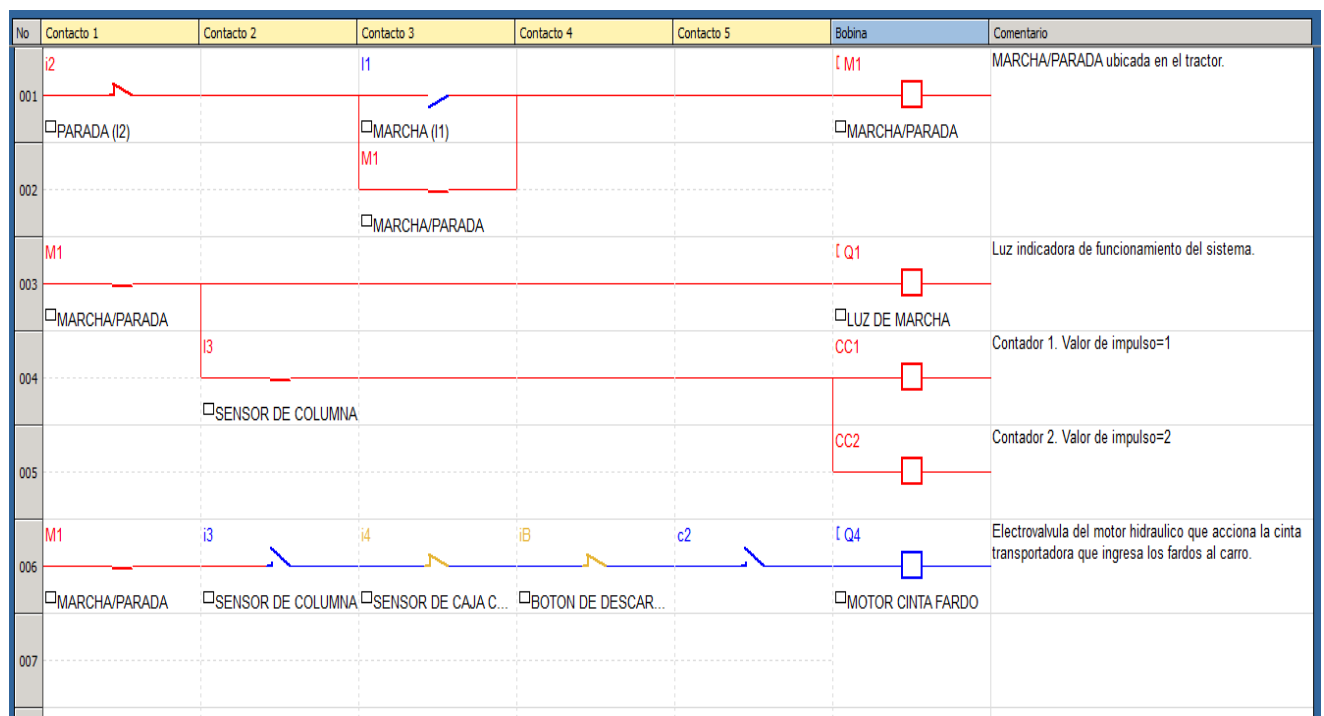 No Contacto 1 Contacto 2 Contacto 3 Contacto 4 Contacto 5 Bobina Comentario
001
i2 I1 [ M1
PARADA (I2) MARCHA (I1) MARCHA/PARADA
MARCHA/PARADA ubicada en el tractor.
002
M1
MARCHA/PARADA
003
M1 [ Q1
MARCHA/PARADA LUZ DE MARCHA
Luz indicadora de funcionamiento del sistema.
004
I3 CC1
SENSOR DE COLUMNA
Contador 1. Valor de impulso=1
005
CC2
Contador 2. Valor de impulso=2
006
M1 i3 i4 iB c2 [ Q4
MARCHA/PARADA SENSOR DE COLUMNA SENSOR DE CAJA C... BOTON DE DESCAR... MOTOR CINTA FARDO
Electrovalvula del motor hidraulico que acciona la cinta
transportadora que ingresa los fardos al carro.
007